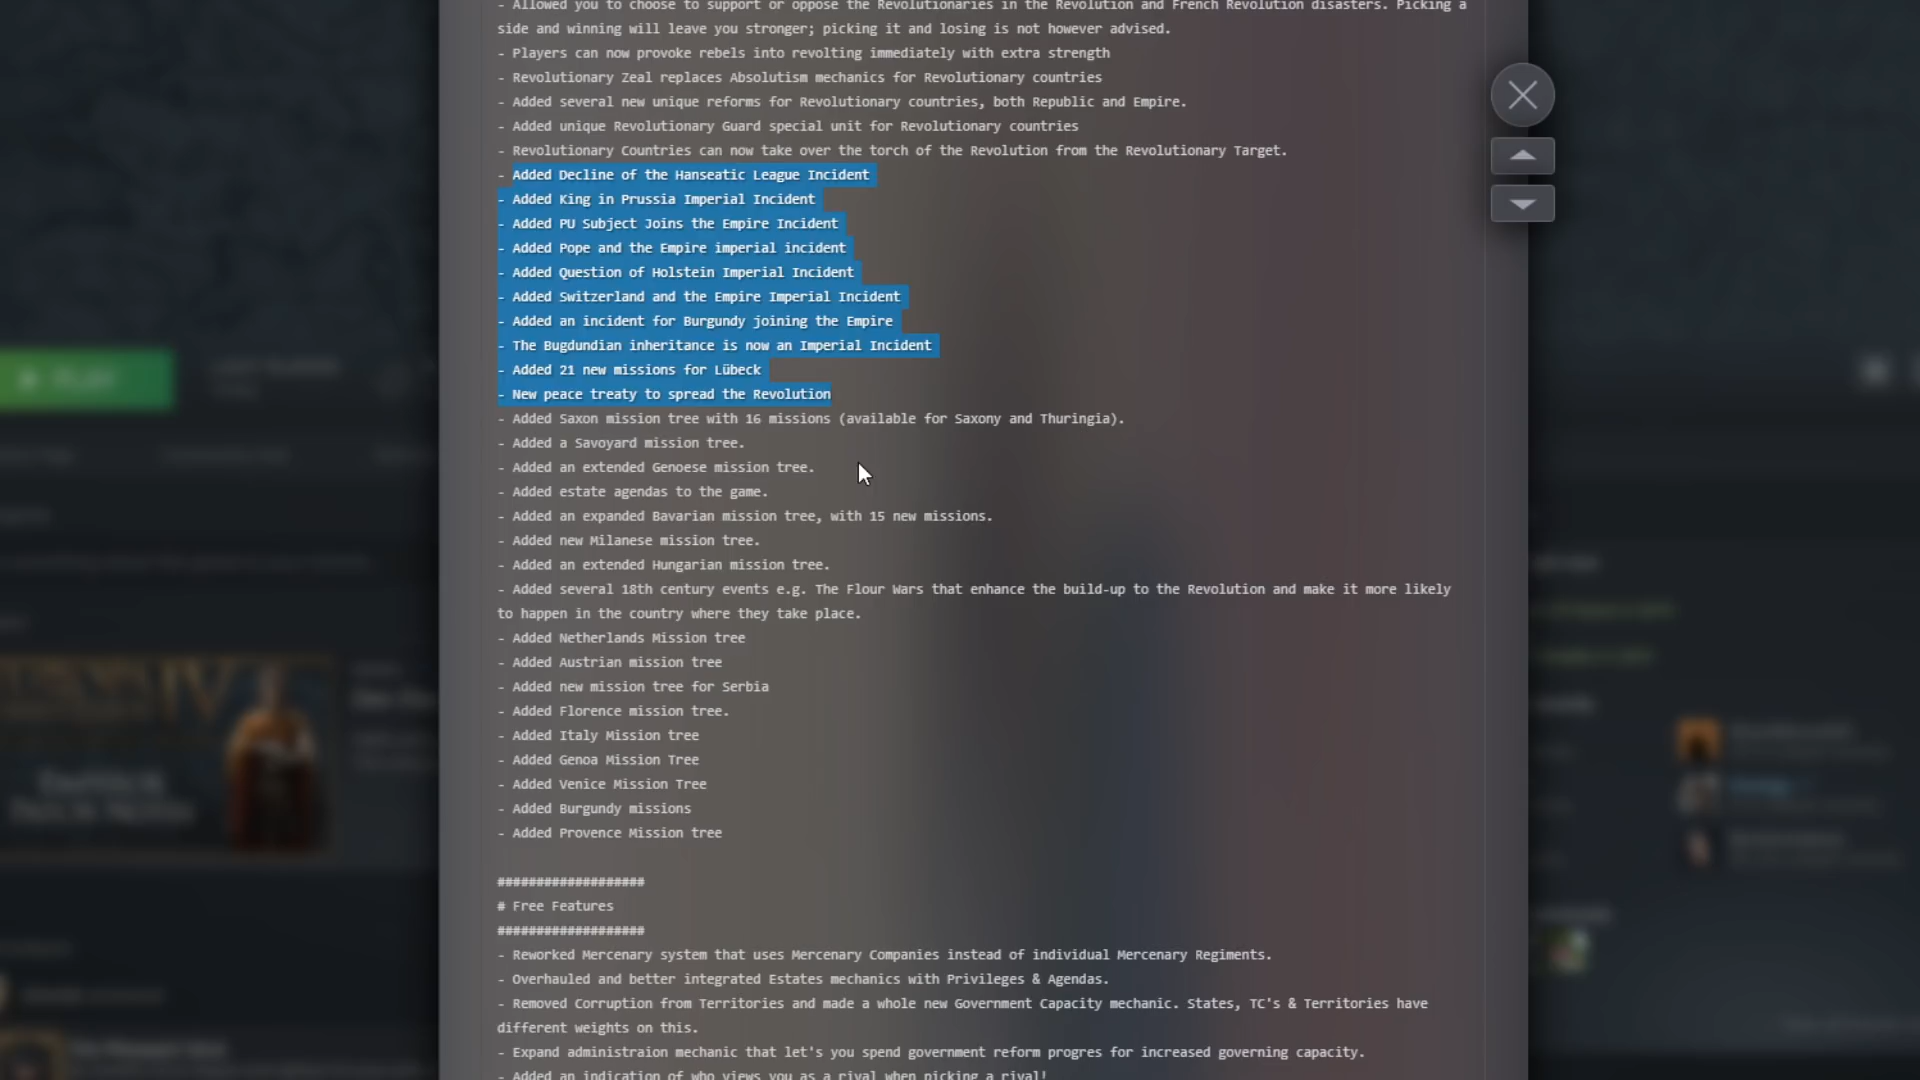 - Allowed you to choose to support or oppose the Revolutionaries in the Revolution and French Revolution disasters. Picking a
side and winning will leave you stronger; picking it and losing is not however advised.
- Players can now provoke rebels into revolting immediately with extra strength
- Revolutionary Zeal replaces Absolutism mechanics for Revolutionary countries
- Added several new unique reforms for Revolutionary countries, both Republic and Empire.
- Added unique Revolutionary Guard special unit for Revolutionary countries
- Revolutionary Countries can now take over the torch of the Revolution from the Revolutionary Target.
- Added Decline of the Hanseatic League Incident
- Added King in Prussia Imperial Incident
- Added PU Subject Joins the Empire Incident
- Added Pope and the Empire imperial incident
- Added Question of Holstein Imperial Incident
- Added Switzerland and the Empire Imperial Incident
- Added an incident for Burgundy joining the Empire
- The Bugdundian inheritance is now an Imperial Incident
- Added 21 new missions for Lübeck
- New peace treaty to spread the Revolution
- Added Saxon mission tree with 16 missions (available for Saxony and Thuringia).
- Added a Savoyard mission tree.
- Added an extended Genoese mission tree.
- Added estate agendas to the game.
- Added an expanded Bavarian mission tree, with 15 new missions.
- Added new Milanese mission tree.
- Added an extended Hungarian mission tree.
- Added several 18th century events e.g. The Flour Wars that enhance the build-up to the Revolution and make it more likely
to happen in the country where they take place.
- Added Netherlands Mission tree
- Added Austrian mission tree
- Added new mission tree for Serbia
- Added Florence mission tree.
- Added Italy Mission tree
- Added Genoa Mission Tree
- Added Venice Mission Tree
- Added Burgundy missions
- Added Provence Mission tree
###################
# Free Features
###################
- Reworked Mercenary system that uses Mercenary Companies instead of individual Mercenary Regiments.
- Overhauled and better integrated Estates mechanics with Privileges & Agendas.
- Removed Corruption from Territories and made a whole new Government Capacity mechanic. States, TC's & Territories have
different weights on this.
- Expand administraion mechanic that let's you spend government reform progres for increased governing capacity.
- Added an indication of who views you as a rival when picking a rival!
PLAY